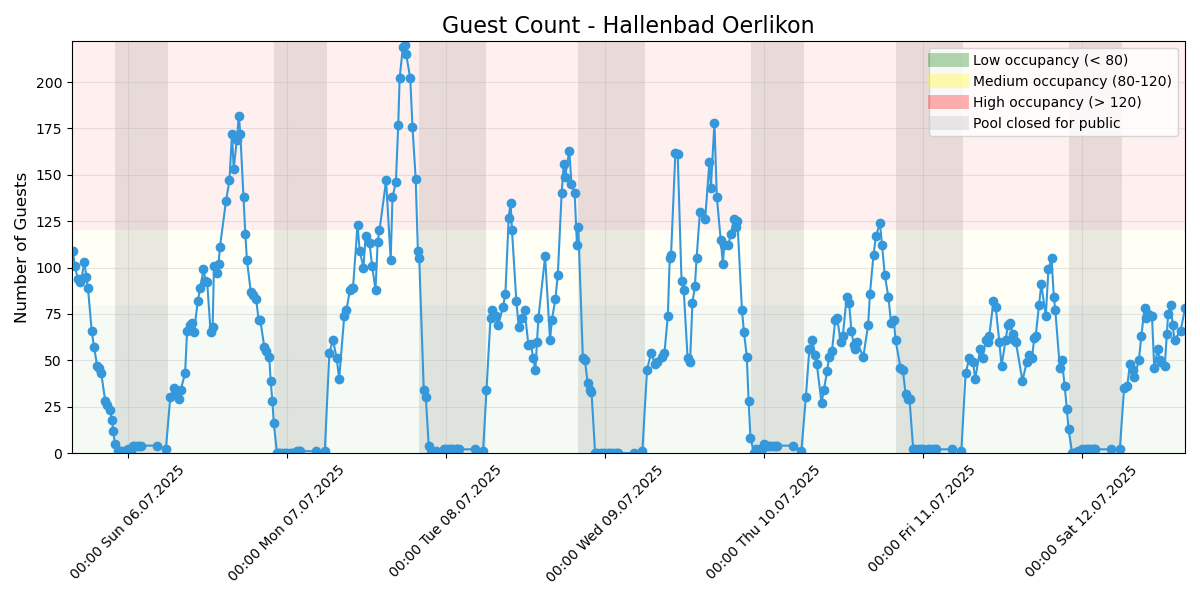 Guest Count - Hallenbad Oerlikon
Number of Guests
200
175
150
125
100
75
50
25
0
Low occupancy (< 80)
Medium occupancy (80-120)
High occupancy (> 120)
Pool closed for public
00:00 Sun 06.07.2025
00:00 Mon 07.07.2025
00:00 Tue 08.07.2025
00:00 Wed 09.07.2025
00:00 Thu 10.07.2025
00:00 Fri 11.07.2025
00:00 Sat 12.07.2025